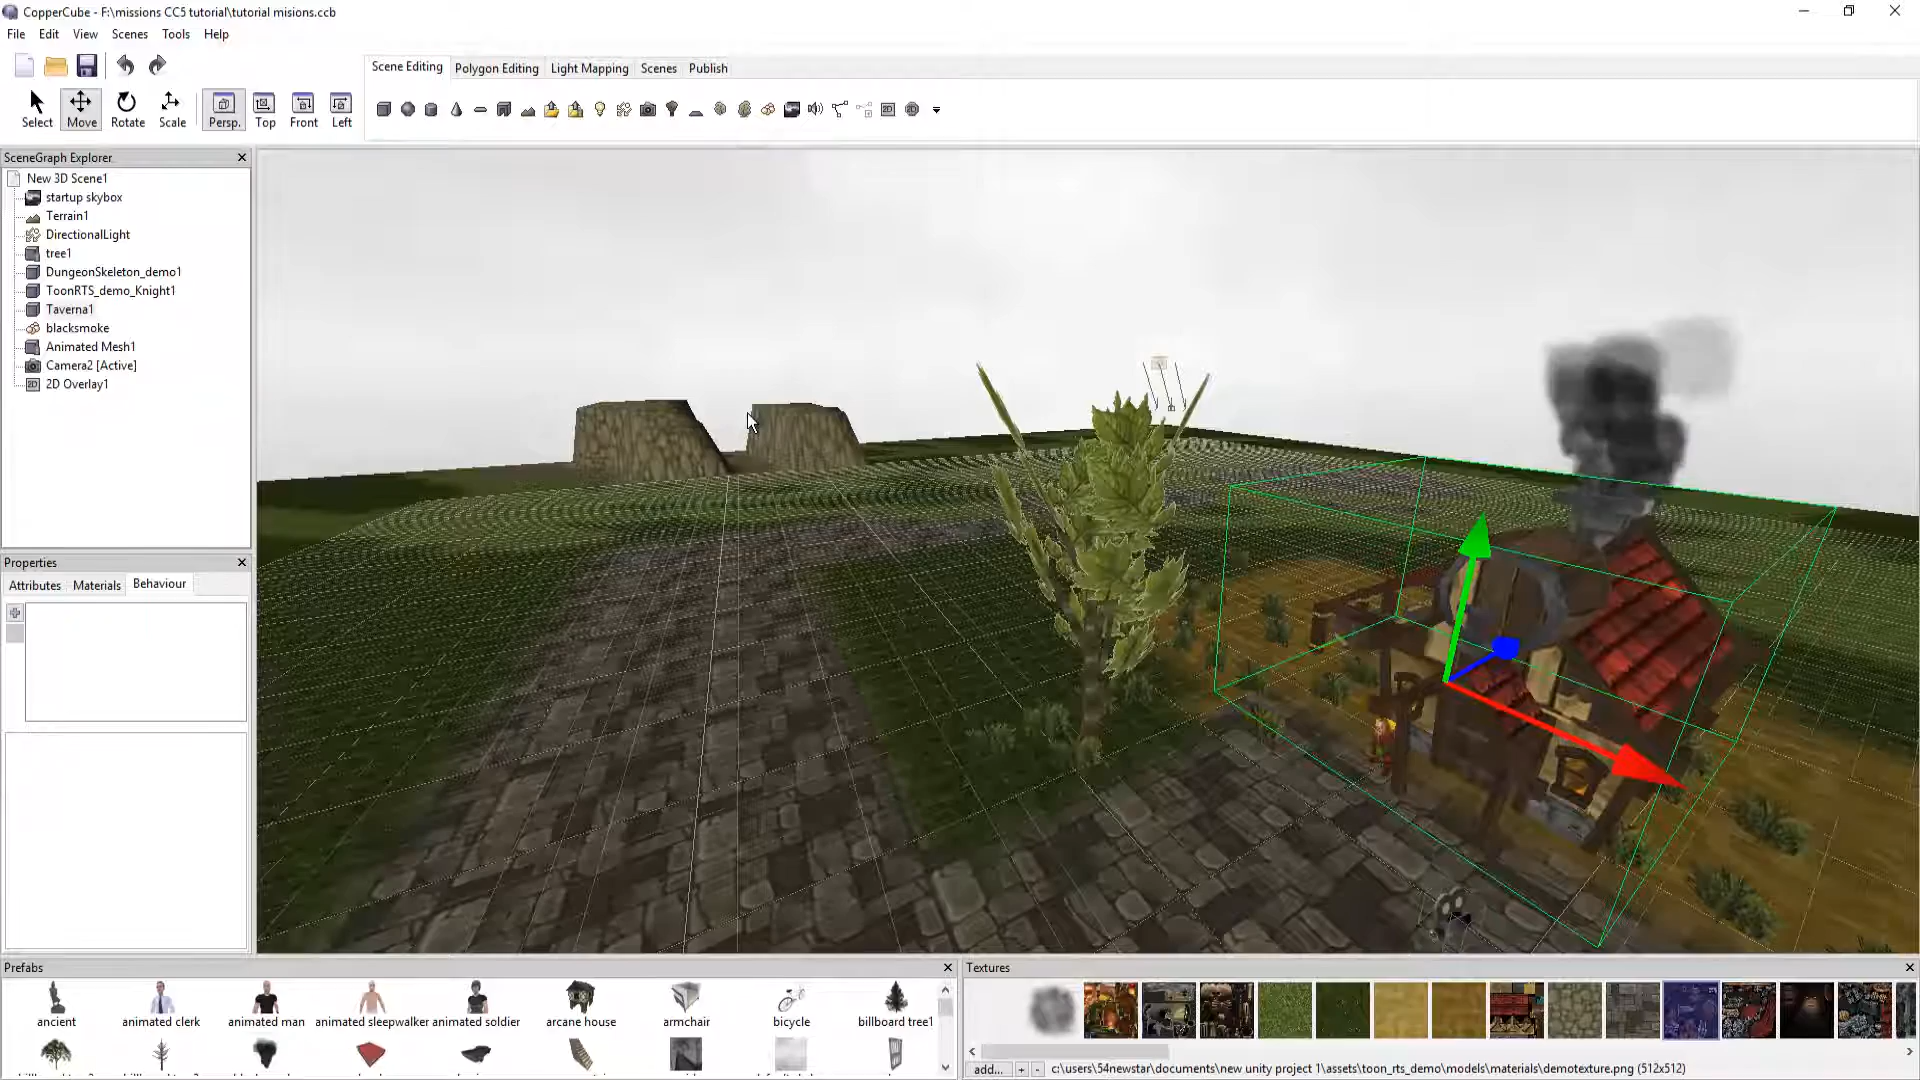 CopperCube - F:\missions CC5 tutorial\tutorial misions.ccb
File Edit View Scenes Tools Help
Scene Editing Polygon Editing Light Mapping Scenes Publish
Select Move Rotate Scale Persp. Top Front Left
SceneGraph Explorer
New 3D Scene1
startup skybox
Terrain1
DirectionalLight
tree1
DungeonSkeleton_demo1
ToonRTS_demo_Knight1
Taverna1
blacksmoke
Animated Mesh1
Camera2 [Active]
2D Overlay1
Properties
Attributes Materials Behaviour
Prefabs
ancient animated clerk animated man animated sleepwalker animated soldier arcane house armchair bicycle billboard tree1
Textures
add... + - c:\users\54newstar\documents\new unity project 1\assets\toon_rts_demo\models\materials\demotexture.png (512x512)